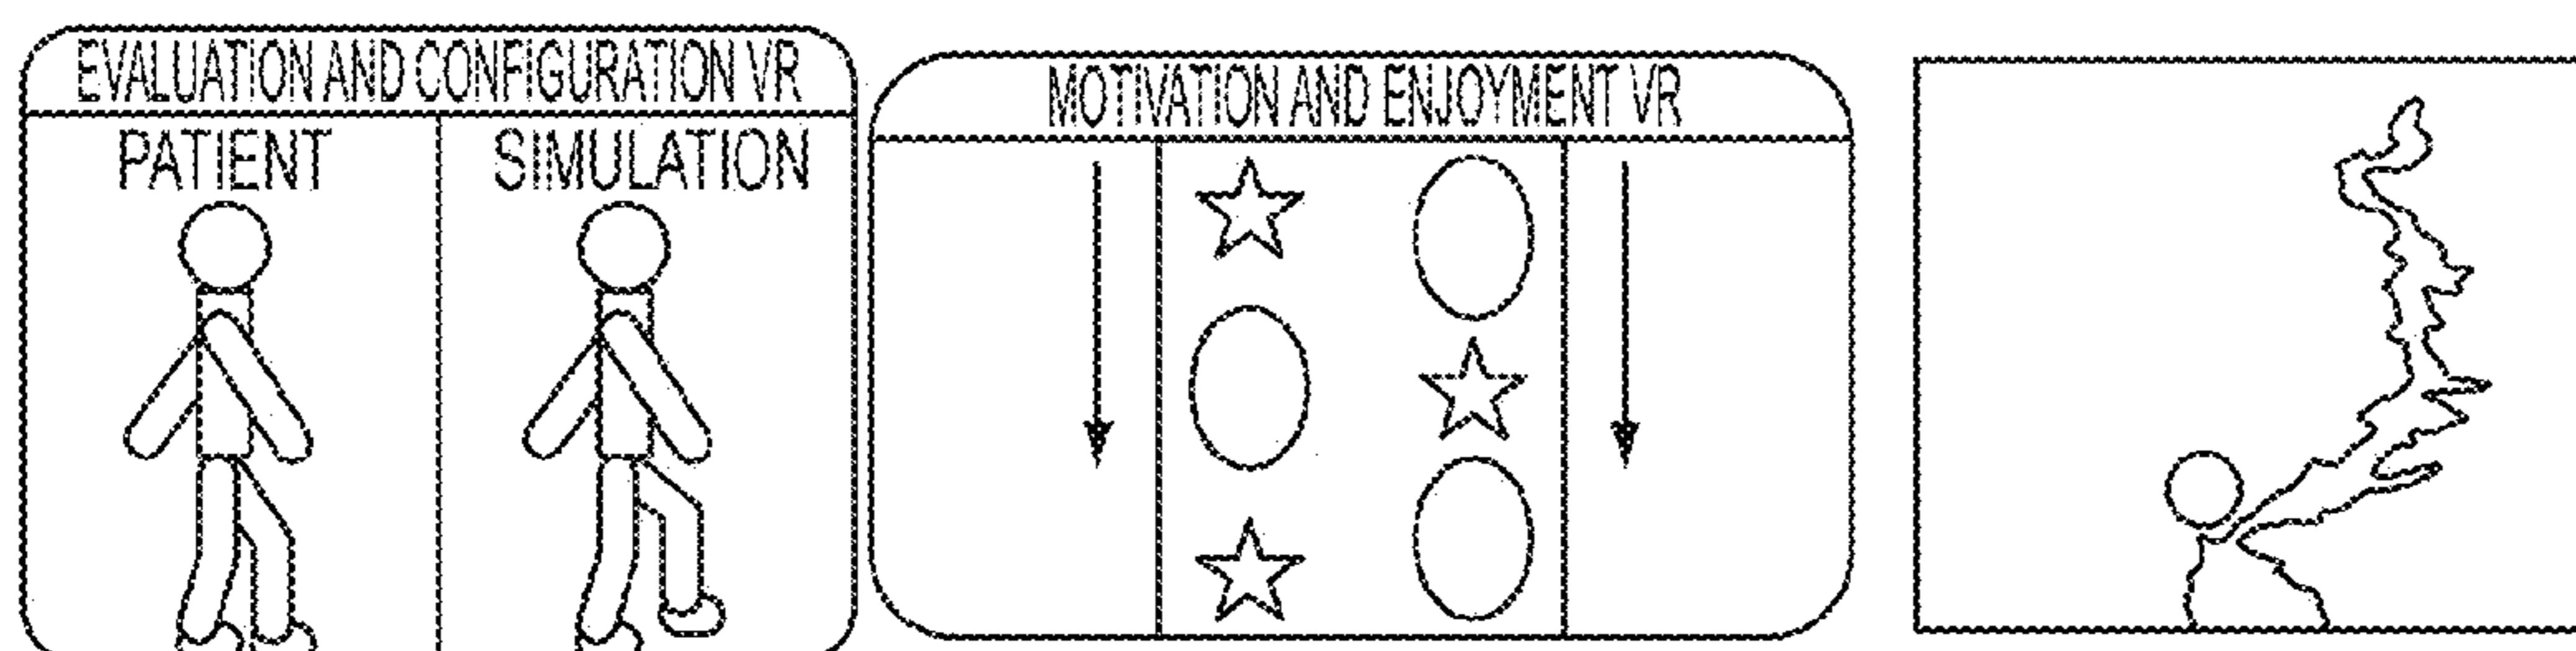 EVALUATION AND CONFIGURATION VR
PATIENT
SIMULATION
MOTIVATION AND ENJOYMENT VR